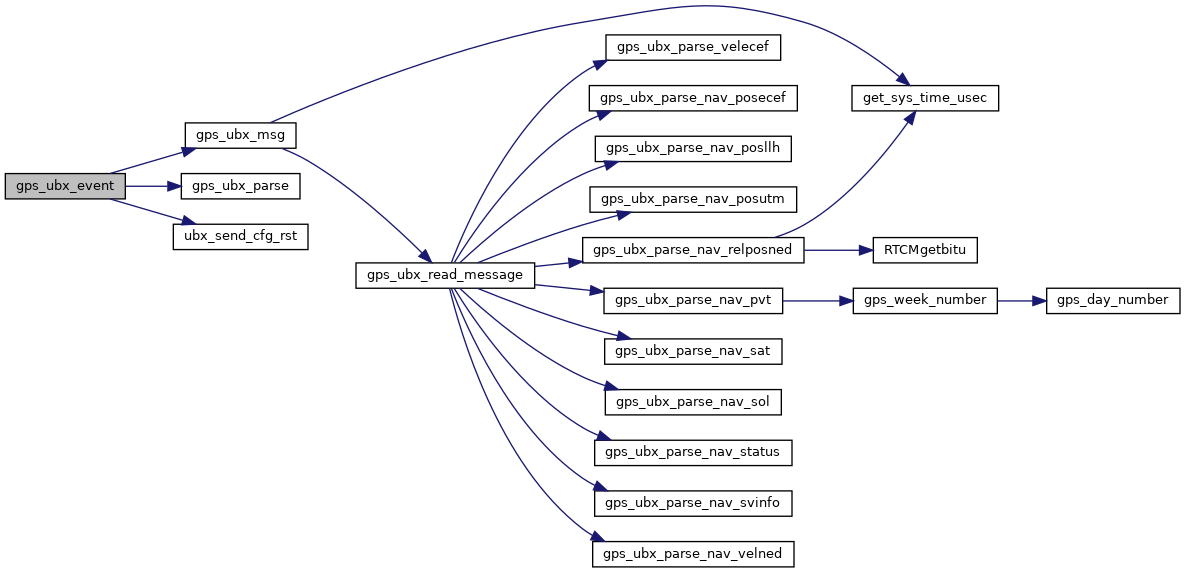 gps_ubx_event
gps_ubx_msg
gps_ubx_parse
ubx_send_cfg_rst
gps_ubx_read_message
gps_ubx_parse_velecef
gps_ubx_parse_nav_posecef
gps_ubx_parse_nav_posllh
gps_ubx_parse_nav_posutm
gps_ubx_parse_nav_relposned
gps_ubx_parse_nav_pvt
gps_ubx_parse_nav_sat
gps_ubx_parse_nav_sol
gps_ubx_parse_nav_status
gps_ubx_parse_nav_svinfo
gps_ubx_parse_nav_velned
get_sys_time_usec
RTCMgetbitu
gps_week_number
gps_day_number